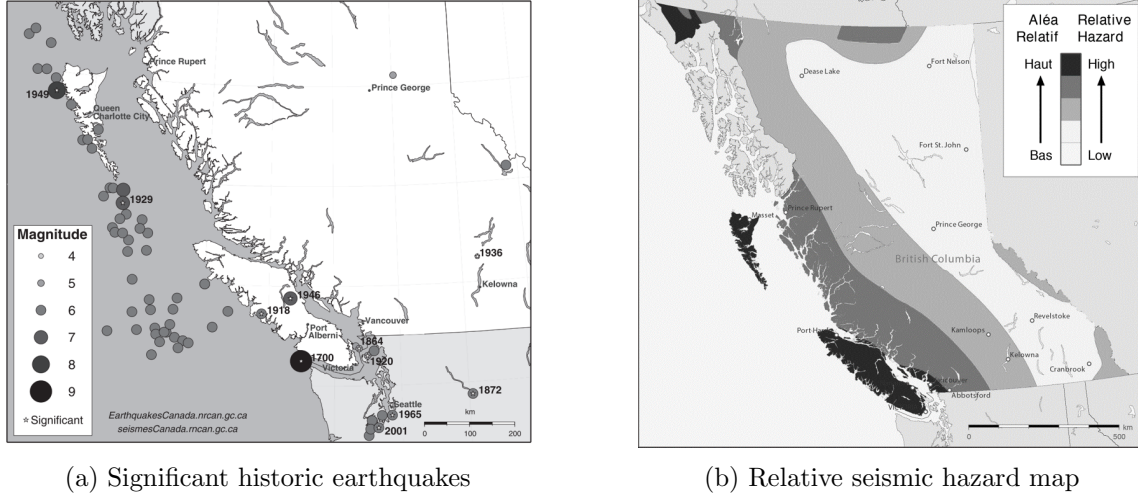 Prince Rupert
Prince George
1949
Queen
Charlotte City
1929
Magnitude
4
5
6
7
8
9
☆Significant
1936
Kelowna
1946
1918
Port
Alberni
Vancouver
1864
1700
1920
Victoria
1872
Seattle
1965
2001
EarthquakesCanada.nrcan.gc.ca
seismesCanada.rncan.gc.ca
km
0 100 200
(a) Significant historic earthquakes
Aléa
Relatif
Relative
Hazard
Haut
High
Bas
Low
Dease Lake
Fort Nelson
Fort St. John
Masset
Prince Rupert
Prince George
British Columbia
Port Hardy
Kamloops
Revelstoke
Kelowna
Cranbrook
Abbotsford
km
0 500
(b) Relative seismic hazard map